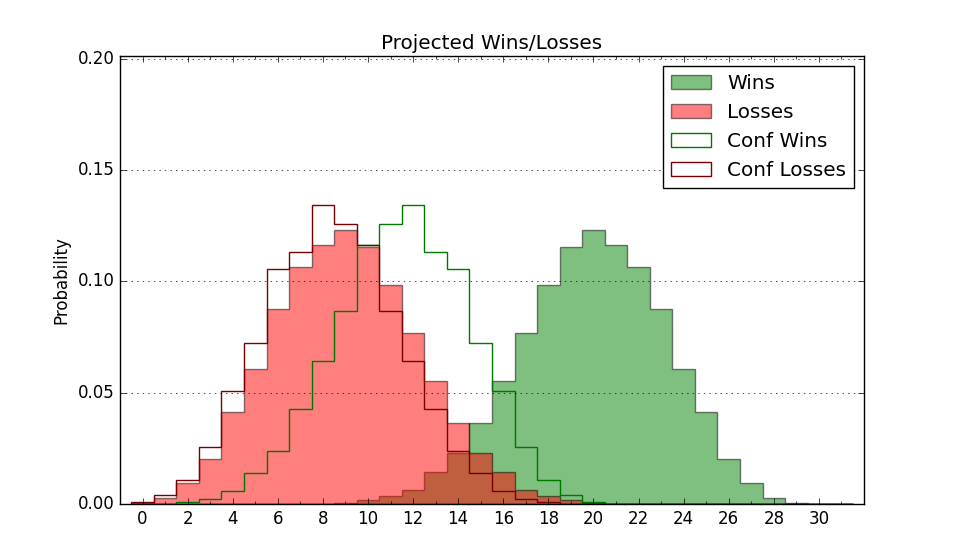 Projected Wins/Losses
0.20
0.15
0.10
0.05
0.00
Probability
Wins
Losses
Conf Wins
Conf Losses
0 2 4 6 8 10 12 14 16 18 20 22 24 26 28 30